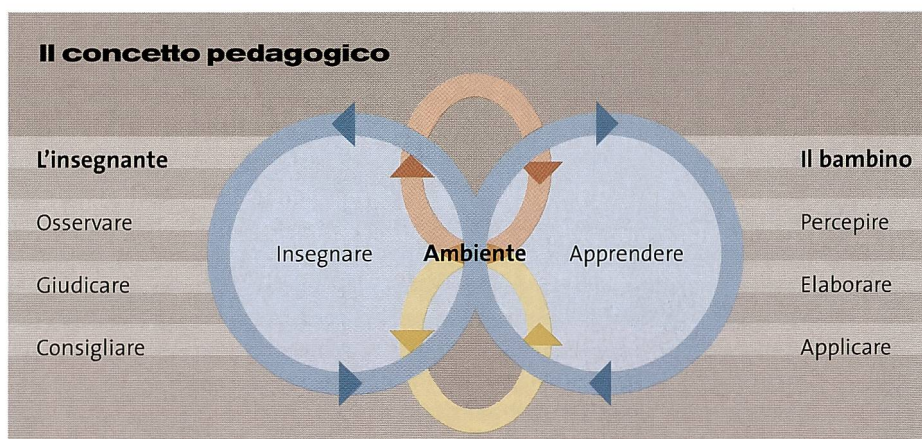 Il concetto pedagogico
L'insegnante
Il bambino
Osservare
Percepire
Insegnare
Ambiente
Apprendere
Giudicare
Elaborare
Consigliare
Applicare